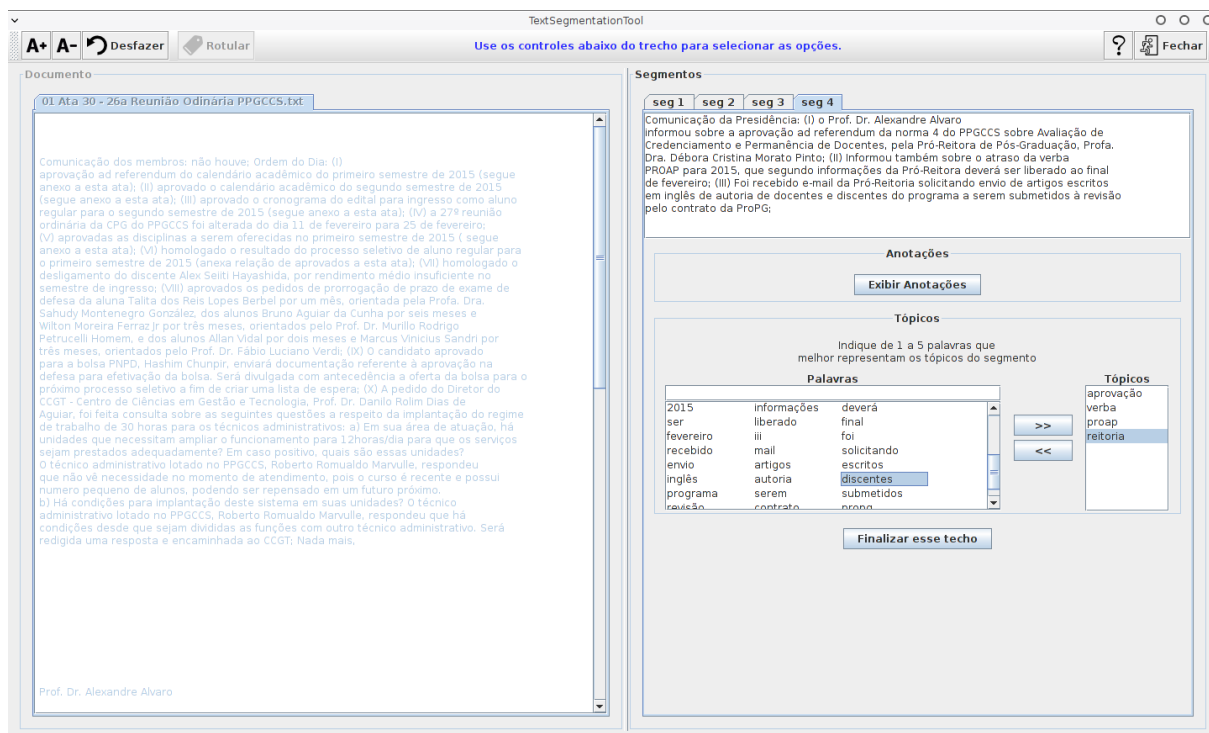 TextSegmentationTool
A+ A- Desfazer Rotular Use os controles abaixo do trecho para selecionar as opções. ? Fechar
Documento
01 Ata 30 - 26a Reunião Odinária PPGCCS.txt
Comunicação dos membros: não houve; Ordem do Dia: (I)
aprovação ad referendum do calendário acadêmico do primeiro semestre de 2015 (segue
anexo a esta ata); (II) aprovado o calendário acadêmico do segundo semestre de 2015
(segue anexo a esta ata); (III) aprovado o cronograma do edital para ingresso como aluno
regular para o segundo semestre de 2015 (segue anexo a esta ata); (IV) a 27º reunião
ordinária da CPG do PPGCCS foi alterada do dia 11 de fevereiro para 25 de fevereiro;
(V) aprovadas as disciplinas a serem oferecidas no primeiro semestre de 2015 ( segue
anexo a esta ata); (VI) homologado o resultado do processo seletivo de aluno regular para
o primeiro semestre de 2015 (anexa relação de aprovados a esta ata); (VII) homologado o
desligamento do discente Alex Seiiti Hayashida, por rendimento médio insuficiente no
semestre de ingresso; (VIII) aprovados os pedidos de prorrogação de prazo de exame de
defesa da aluna Talita dos Reis Lopes Berbel por um mês, orientada pela Profa. Dra.
Sahudy Montenegro González, dos alunos Bruno Aguiar da Cunha por seis meses e
Wilton Moreira Ferraz Jr por três meses, orientados pelo Prof. Dr. Murillo Rodrigo
Petrucelli Homem, e dos alunos Allan Vidal por dois meses e Marcus Vinicius Sandri por
três meses, orientados pelo Prof. Dr. Fábio Luciano Verdi; (IX) O candidato aprovado
para a bolsa PNPD, Hashim Chunpir, enviará documentação referente à aprovação na
defesa para efetivação da bolsa. Será divulgada com antecedência a oferta da bolsa para o
próximo processo seletivo a fim de criar uma lista de espera; (X) A pedido do Diretor do
CCGT - Centro de Ciências em Gestão e Tecnologia, Prof. Dr. Danilo Rolim Dias de
Aguiar, foi feita consulta sobre as seguintes questões a respeito da implantação do regime
de trabalho de 30 horas para os técnicos administrativos: a) Em sua área de atuação, há
unidades que necessitam ampliar o funcionamento para 12horas/dia para que os serviços
sejam prestados adequadamente? Em caso positivo, quais são essas unidades?
O técnico administrativo lotado no PPGCCS, Roberto Romualdo Marvulle, respondeu
que não vê necessidade no momento de atendimento, pois o curso é recente e possui
numero pequeno de alunos, podendo ser repensado em um futuro próximo.
b) Há condições para implantação deste sistema em suas unidades? O técnico
administrativo lotado no PPGCCS, Roberto Romualdo Marvulle, respondeu que há
condições desde que sejam divididas as funções com outro técnico administrativo. Será
redigida uma resposta e encaminhada ao CCGT; Nada mais,
Prof. Dr. Alexandre Alvaro
Segmentos
seg 1 seg 2 seg 3 seg 4
Comunicação da Presidência: (I) o Prof. Dr. Alexandre Alvaro
informou sobre a aprovação ad referendum da norma 4 do PPGCCS sobre Avaliação de
Credenciamento e Permanência de Docentes, pela Pró-Reitora de Pós-Graduação, Profa.
Dra. Débora Cristina Morato Pinto; (II) Informou também sobre o atraso da verba
PROAP para 2015, que segundo informações da Pró-Reitora deverá ser liberado ao final
de fevereiro; (III) Foi recebido e-mail da Pró-Reitoria solicitando envio de artigos escritos
em inglês de autoria de docentes e discentes do programa a serem submetidos à revisão
pelo contrato da ProPG;
Anotações
Exibir Anotações
Tópicos
Indique de 1 a 5 palavras que
melhor representam os tópicos do segmento
Palavras Tópicos
2015 informações deverá
ser liberado final
fevereiro iii foi
recebido mail solicitando
envio artigos escritos
inglês autoria discentes
programa serem submetidos
revisão contrato propg
>>
<<
aprovação
verba
proap
reitoria
Finalizar esse techo